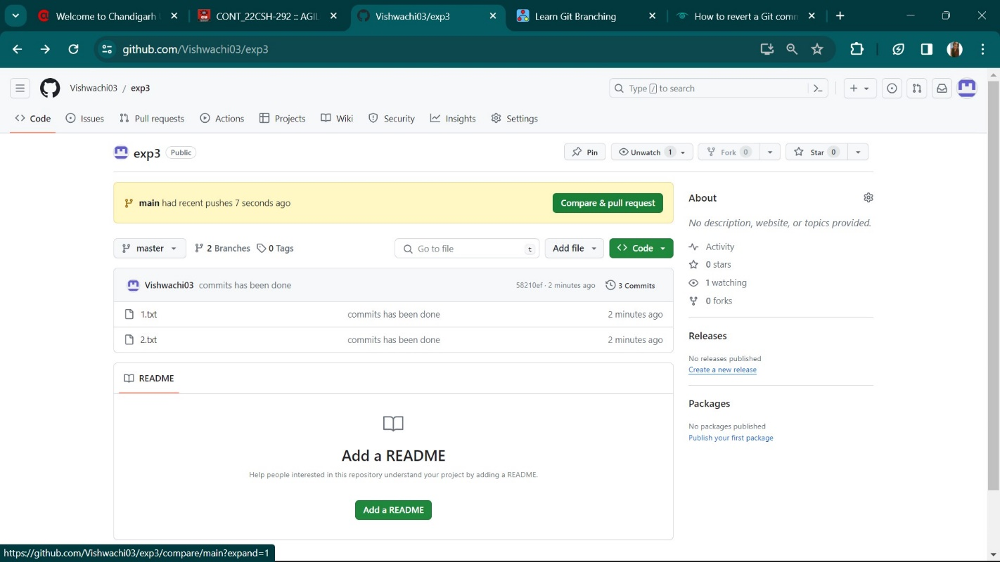 Welcome to Chandigarh U
CONT_22CSH-292 :: AGIL
Vishwachi03/exp3
Learn Git Branching
How to revert a Git comm
github.com/Vishwachi03/exp3
Vishwachi03 / exp3
Type / to search
Code Issues Pull requests Actions Projects Wiki Security Insights Settings
exp3 Public
Pin Unwatch 1 Fork 0 Star 0
main had recent pushes 7 seconds ago
Compare & pull request
master 2 Branches 0 Tags
Go to file t Add file Code
Vishwachi03 commits has been done 58210ef · 2 minutes ago 3 Commits
1.txt commits has been done 2 minutes ago
2.txt commits has been done 2 minutes ago
README
Add a README
Help people interested in this repository understand your project by adding a README.
Add a README
About
No description, website, or topics provided.
Activity
0 stars
1 watching
0 forks
Releases
No releases published
Create a new release
Packages
No packages published
Publish your first package
https://github.com/Vishwachi03/exp3/compare/main?expand=1